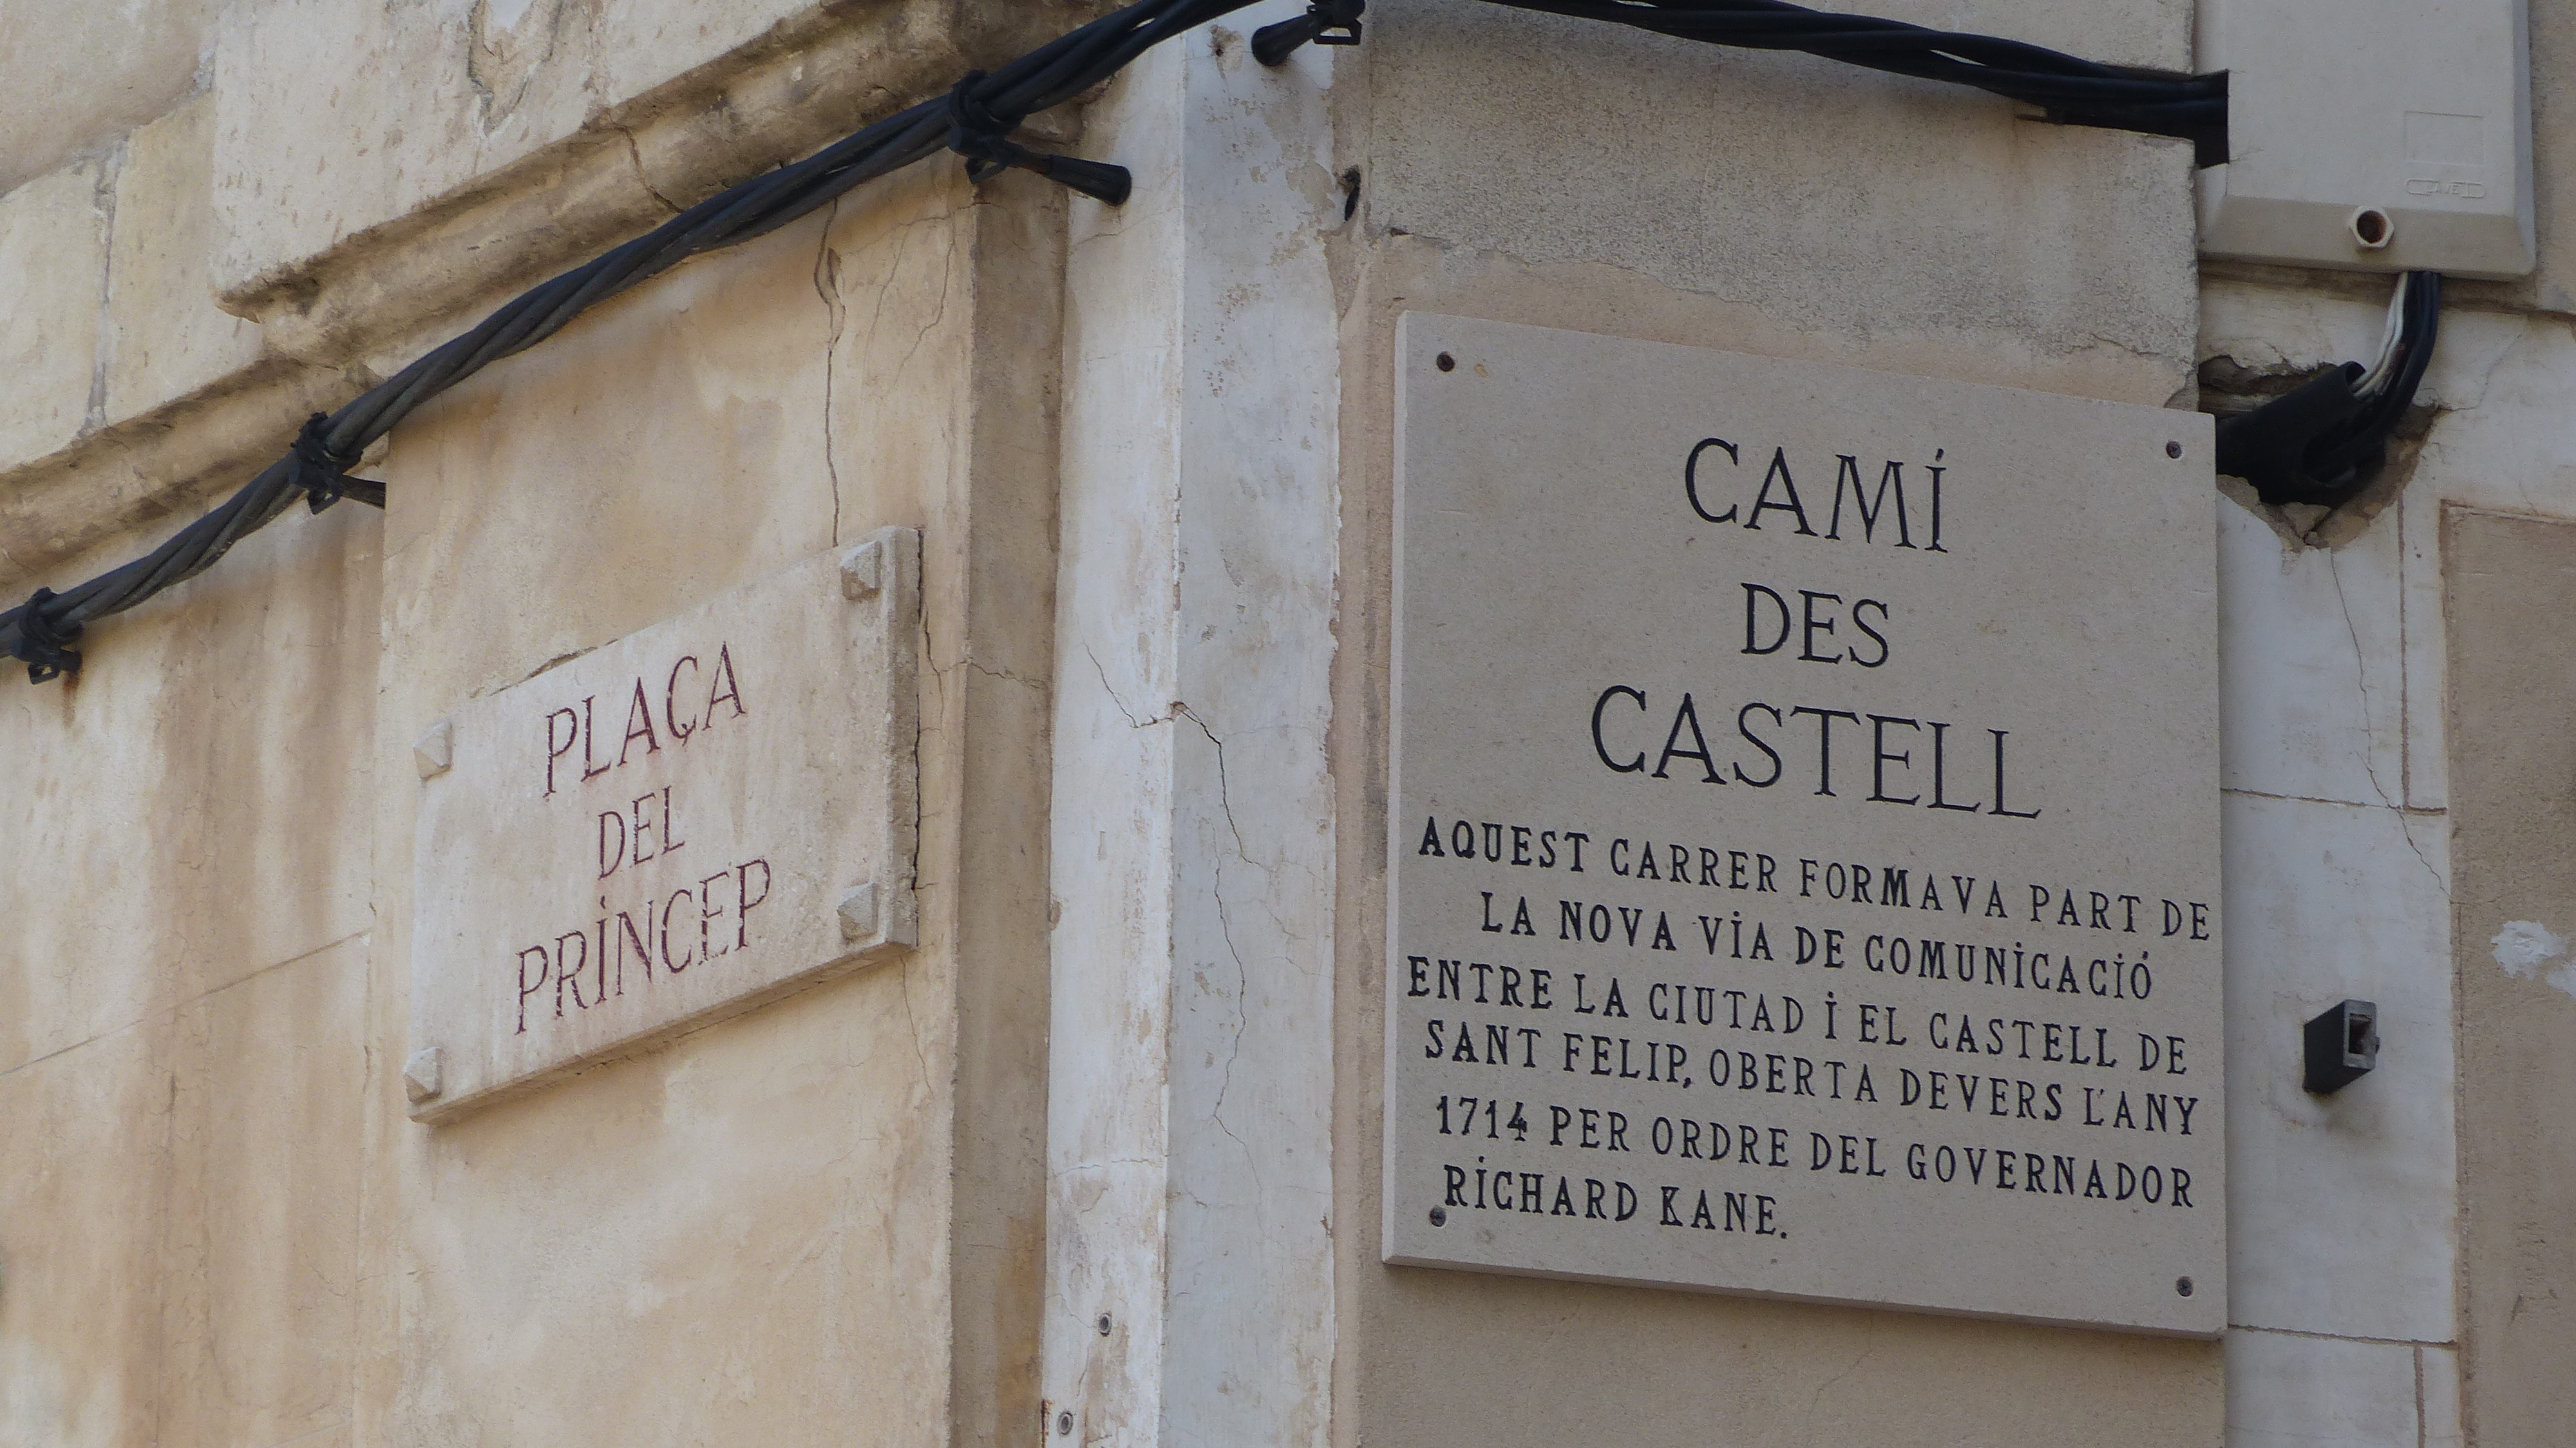 PLAÇA
DEL
PRÍNCEP
CAMÍ
DES
CASTELL
AQUEST CARRER FORMAVA PART DE
LA NOVA VÍA DE COMUNICACIÓ
ENTRE LA CIUTAD I EL CASTELL DE
SANT FELIP, OBERTA DEVERS L'ANY
1714 PER ORDRE DEL GOVERNADOR
RICHARD KANE.